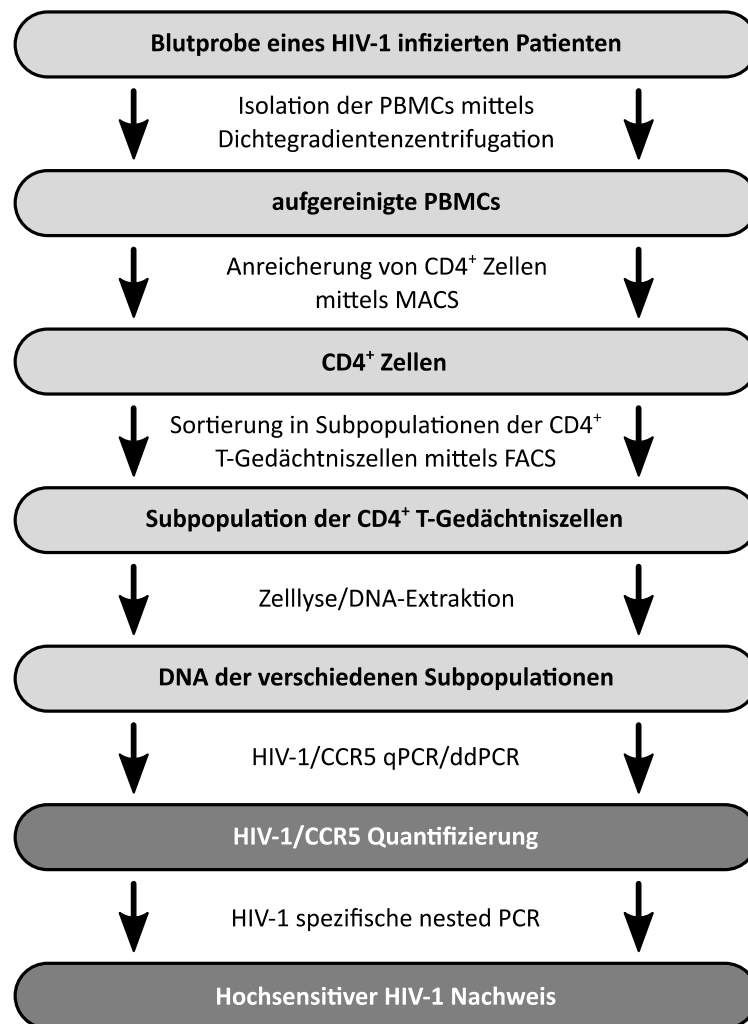 Blutprobe eines HIV-1 infizierten Patienten
Isolation der PBMCs mittels
Dichtegradientenzentrifugation
aufgereinigte PBMCs
Anreicherung von CD4⁺ Zellen
mittels MACS
CD4⁺ Zellen
Sortierung in Subpopulationen der CD4⁺
T-Gedächtniszellen mittels FACS
Subpopulation der CD4⁺ T-Gedächtniszellen
Zelllyse/DNA-Extraktion
DNA der verschiedenen Subpopulationen
HIV-1/CCR5 qPCR/ddPCR
HIV-1/CCR5 Quantifizierung
HIV-1 spezifische nested PCR
Hochsensitiver HIV-1 Nachweis